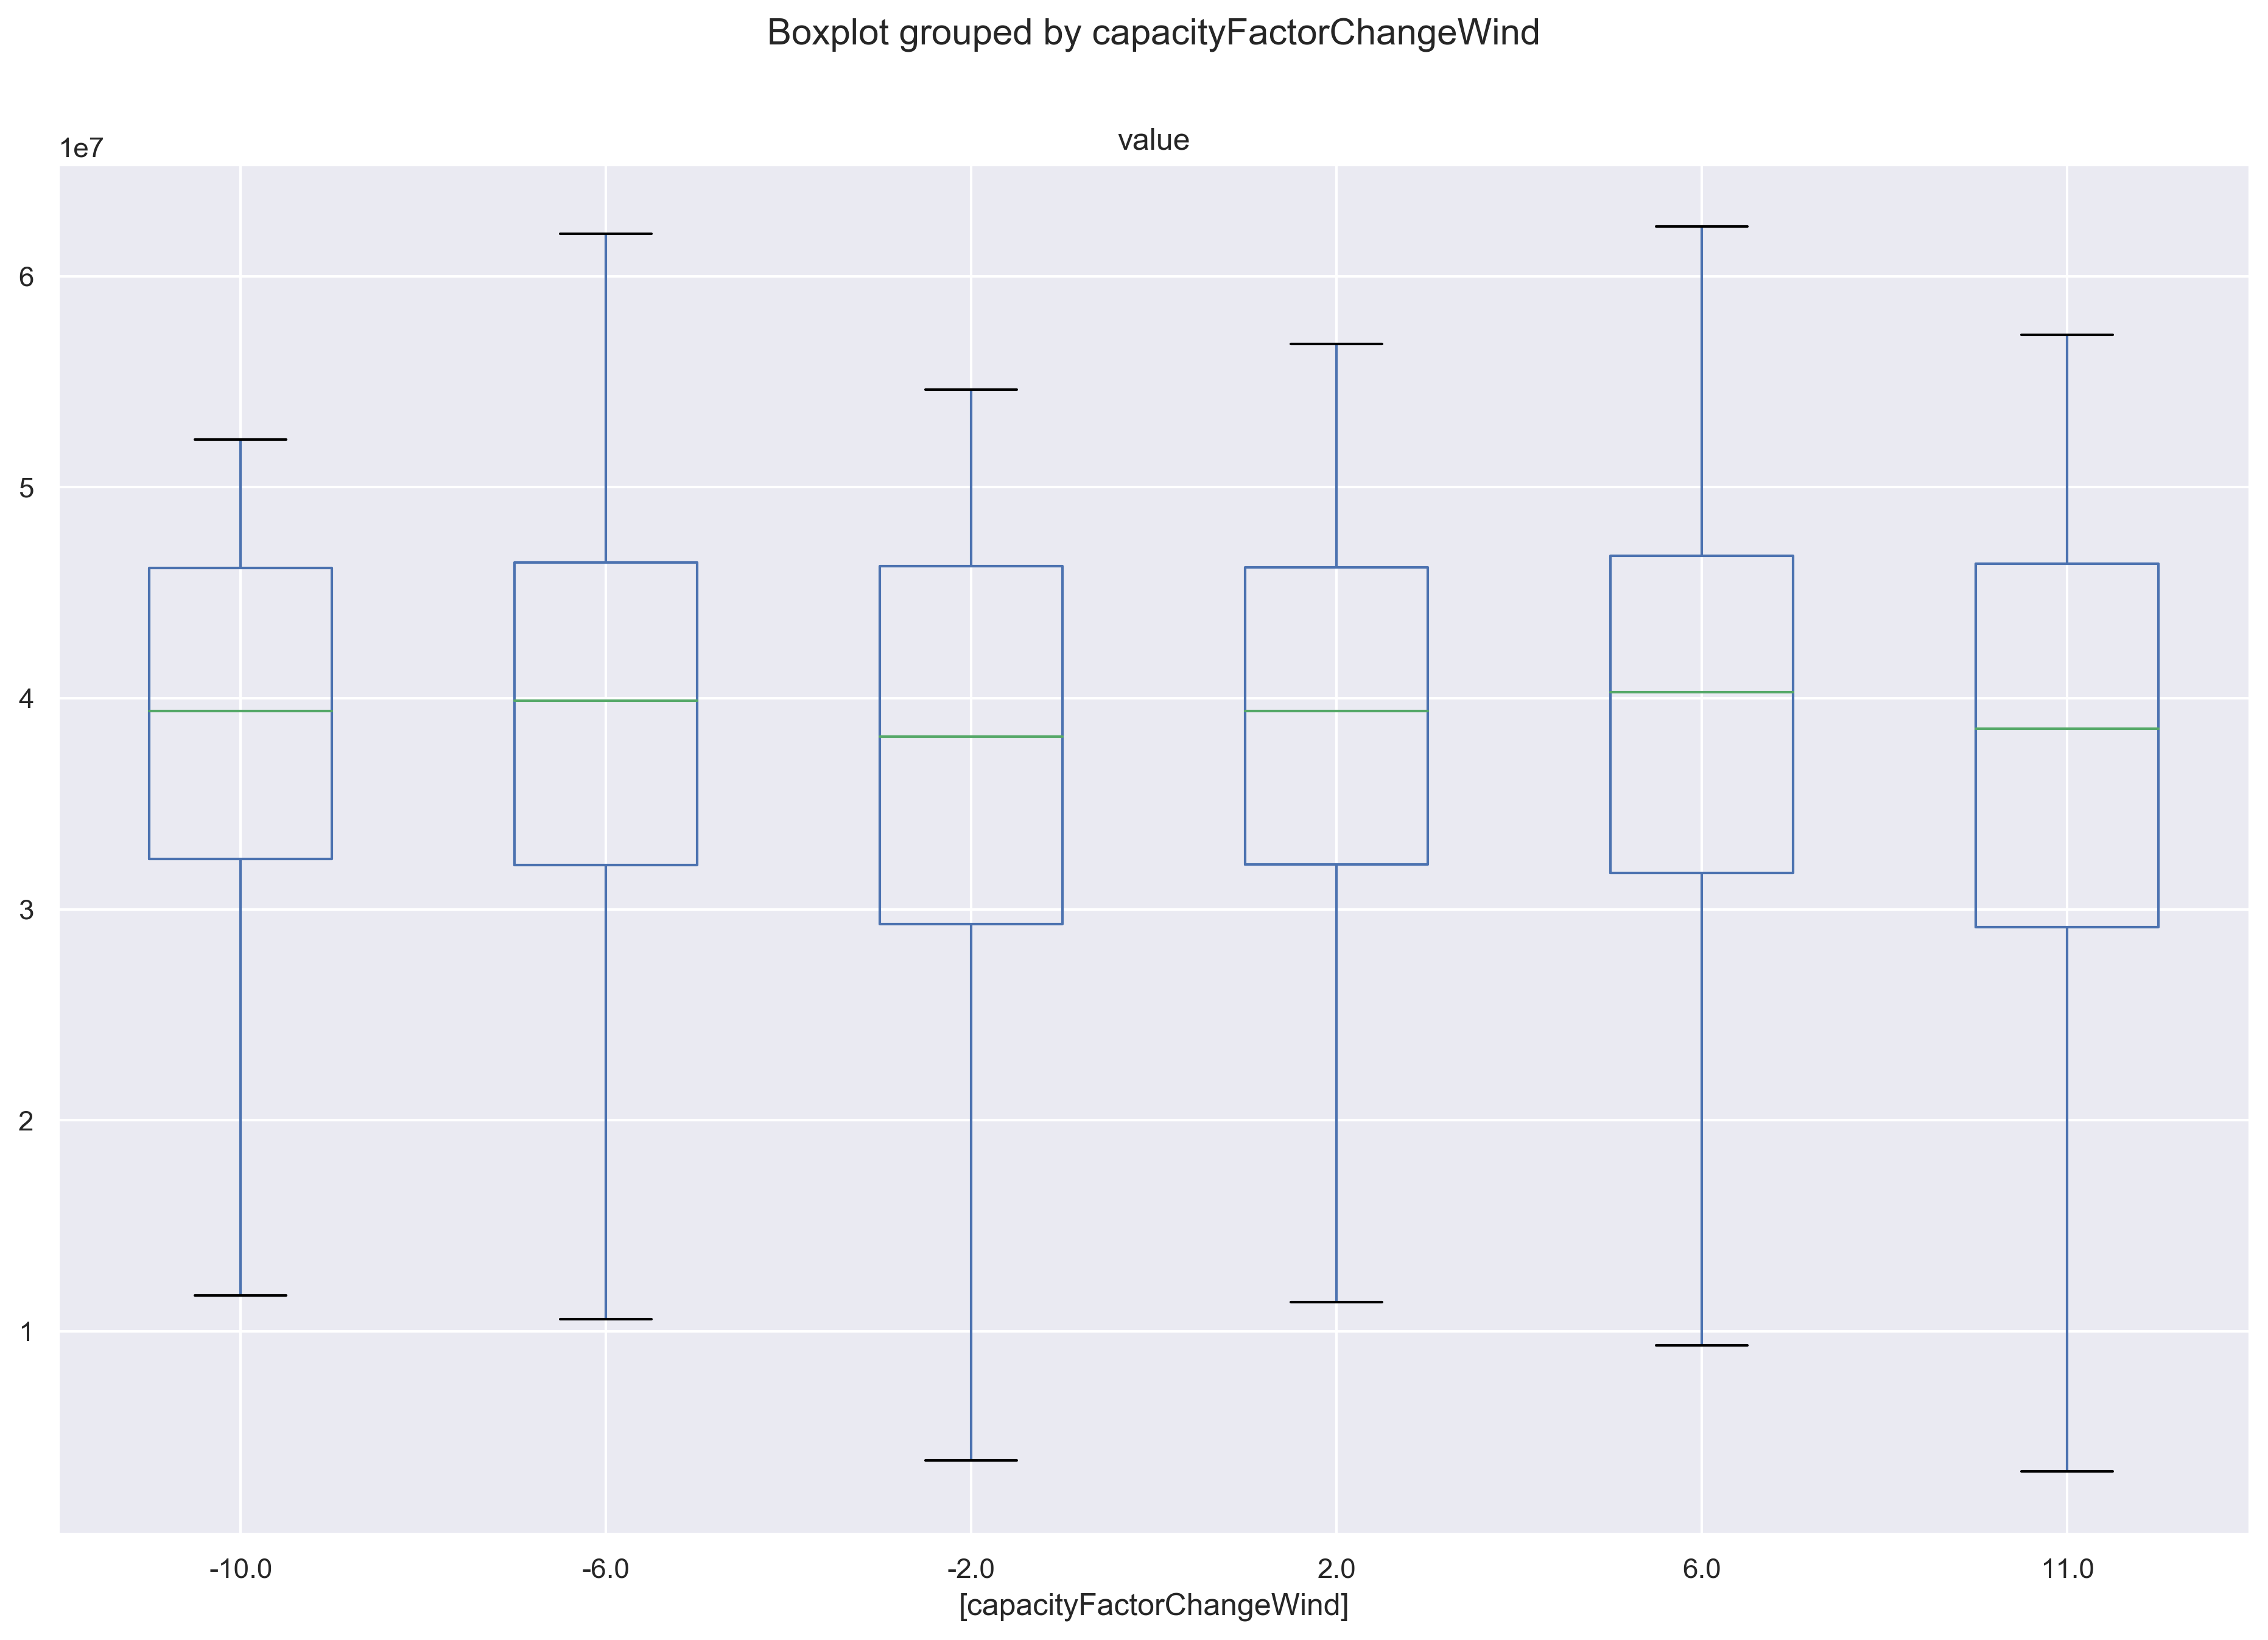 Boxplot grouped by capacityFactorChangeWind
value
1e7
6
5
4
3
2
1
-10.0 -6.0 -2.0 2.0 6.0 11.0
[capacityFactorChangeWind]